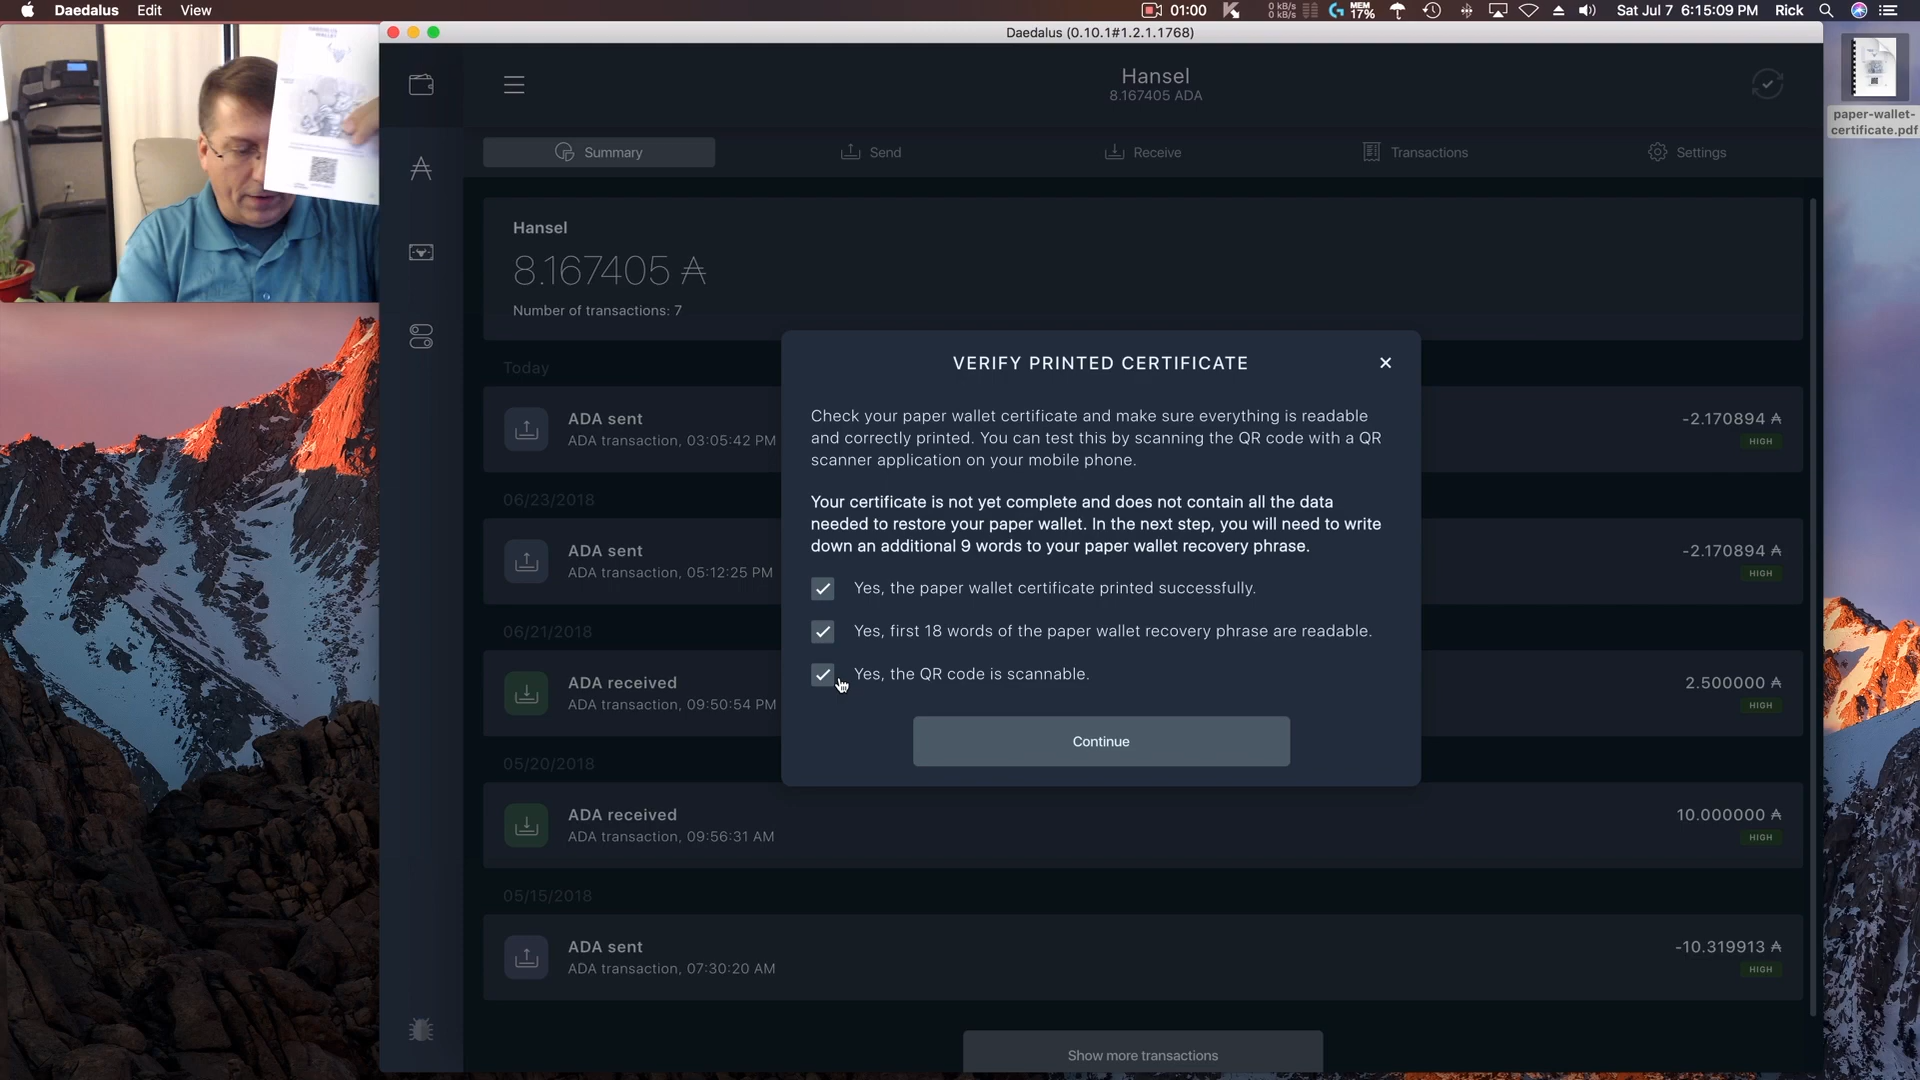 Daedalus Edit View
01:00
0 kB/s
0 kB/s
MEM
17%
Sat Jul 7 6:15:09 PM Rick
Daedalus (0.10.1#1.2.1.1768)
paper-wallet-
certificate.pdf
Hansel
8.167405 ADA
Summary
Send
Receive
Transactions
Settings
Hansel
8.167405 ₳
Number of transactions: 7
VERIFY PRINTED CERTIFICATE
Check your paper wallet certificate and make sure everything is readable
and correctly printed. You can test this by scanning the QR code with a QR
scanner application on your mobile phone.
Your certificate is not yet complete and does not contain all the data
needed to restore your paper wallet. In the next step, you will need to write
down an additional 9 words to your paper wallet recovery phrase.
Yes, the paper wallet certificate printed successfully.
Yes, first 18 words of the paper wallet recovery phrase are readable.
Yes, the QR code is scannable.
Continue
Today
ADA sent
ADA transaction, 03:05:42 PM
-2.170894 ₳
HIGH
06/23/2018
ADA sent
ADA transaction, 05:12:25 PM
-2.170894 ₳
HIGH
06/21/2018
ADA received
ADA transaction, 09:50:54 PM
2.500000 ₳
HIGH
05/20/2018
ADA received
ADA transaction, 09:56:31 AM
10.000000 ₳
HIGH
05/15/2018
ADA sent
ADA transaction, 07:30:20 AM
-10.319913 ₳
HIGH
Show more transactions